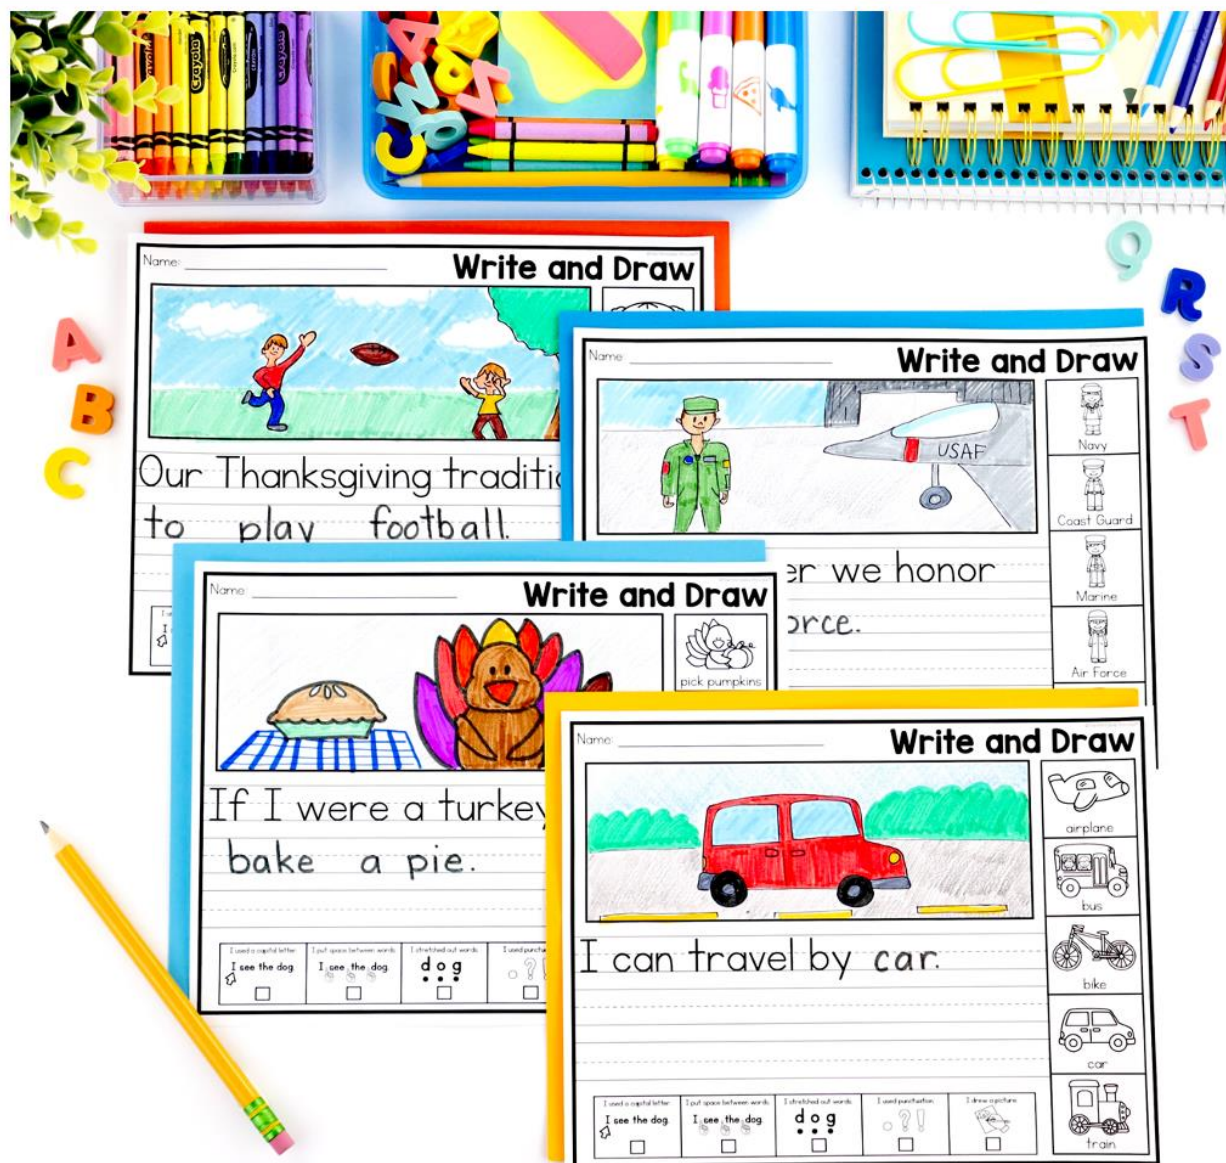 Crayola
Crayola
Name:
Write and Draw
Our Thanksgiving traditi
to play football.
Name:
Write and Draw
USAF
er we honor
orce.
Navy
Coast Guard
Marine
Air Force
Name:
Write and Draw
pick pumpkins
If I were a turkey
bake a pie.
I used a capital letter.
I see the dog.
I put space between words.
I see the dog.
I stretched out words.
dog
I used punctu
. ?
Name:
Write and Draw
airplane
bus
bike
car
train
I can travel by car.
I used a capital letter.
I see the dog.
I put space between words.
I see the dog.
I stretched out words.
dog
I used punctuation.
. ? !
I drew a picture.
A
B
C
9
R
S
T